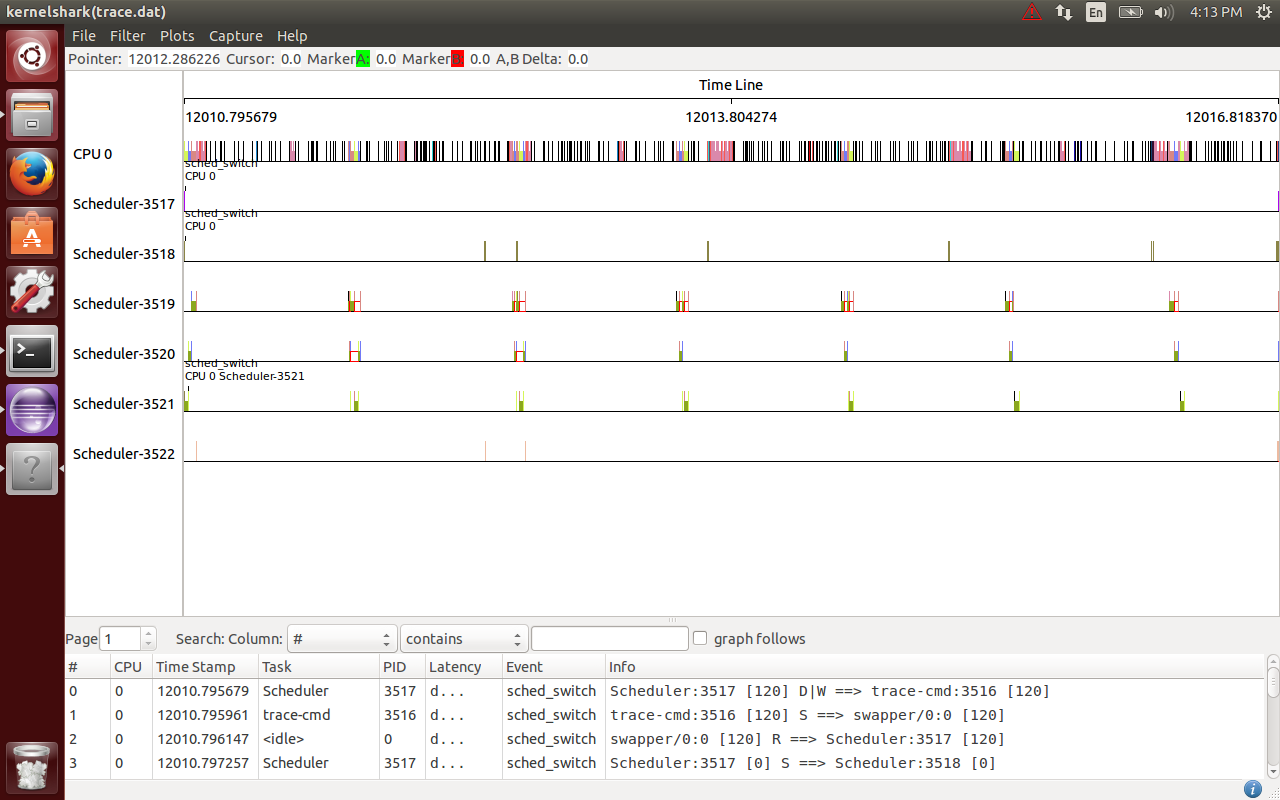 kernelshark(trace.dat)
En
4:13 PM
File Filter Plots Capture Help
Pointer: 12012.286226 Cursor: 0.0 Marker A: 0.0 Marker B: 0.0 A,B Delta: 0.0
Time Line
12010.795679 12013.804274 16.818370
CPU 0
sched_switch
CPU 0
Scheduler-3517
sched_switch
CPU 0
Scheduler-3518
Scheduler-3519
Scheduler-3520
sched_switch
CPU 0 Scheduler-3521
Scheduler-3521
Scheduler-3522
Page 1 Search: Column: # contains graph follows
# CPU Time Stamp Task PID Latency Event Info
0 0 12010.795679 Scheduler 3517 d... sched_switch Scheduler:3517 [120] D|W ==> trace-cmd:3516 [120]
1 0 12010.795961 trace-cmd 3516 d... sched_switch trace-cmd:3516 [120] S ==> swapper/0:0 [120]
2 0 12010.796147 <idle> 0 d... sched_switch swapper/0:0 [120] R ==> Scheduler:3517 [120]
3 0 12010.797257 Scheduler 3517 d... sched_switch Scheduler:3517 [0] S ==> Scheduler:3518 [0]